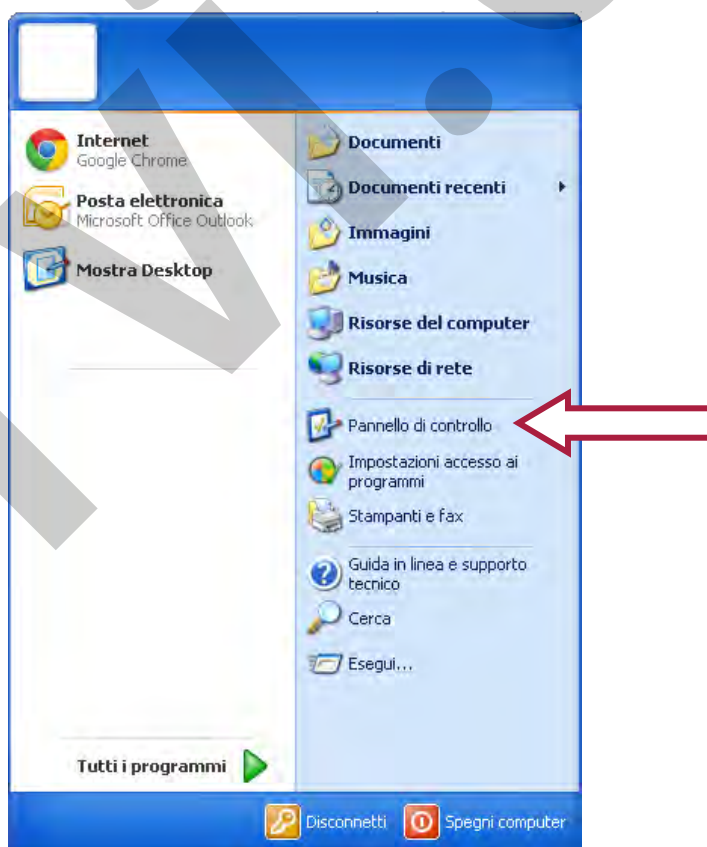 Internet
Google Chrome
Posta elettronica
Microsoft Office Outlook
Mostra Desktop
Tutti i programmi
Documenti
Documenti recenti
Immagini
Musica
Risorse del computer
Risorse di rete
Pannello di controllo
Impostazioni accesso ai
programmi
Stampanti e fax
Guida in linea e supporto
tecnico
Cerca
Esegui...
Disconnetti
Spegni computer